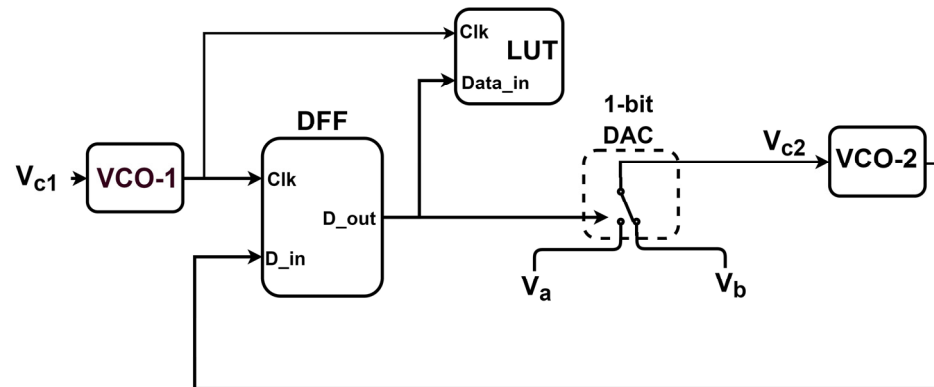 Clk
LUT
Data_in
1-bit
DAC
DFF
V_c1
VCO-1
Clk
D_out
D_in
V_c2
VCO-2
V_a
V_b